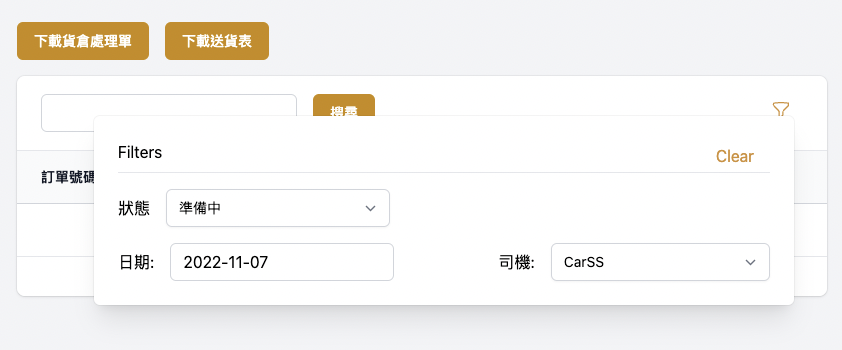 下載貨倉處理單 下載送貨表
搜尋
Filters Clear
訂單號碼
狀態 準備中
日期: 2022-11-07 司機: CarSS